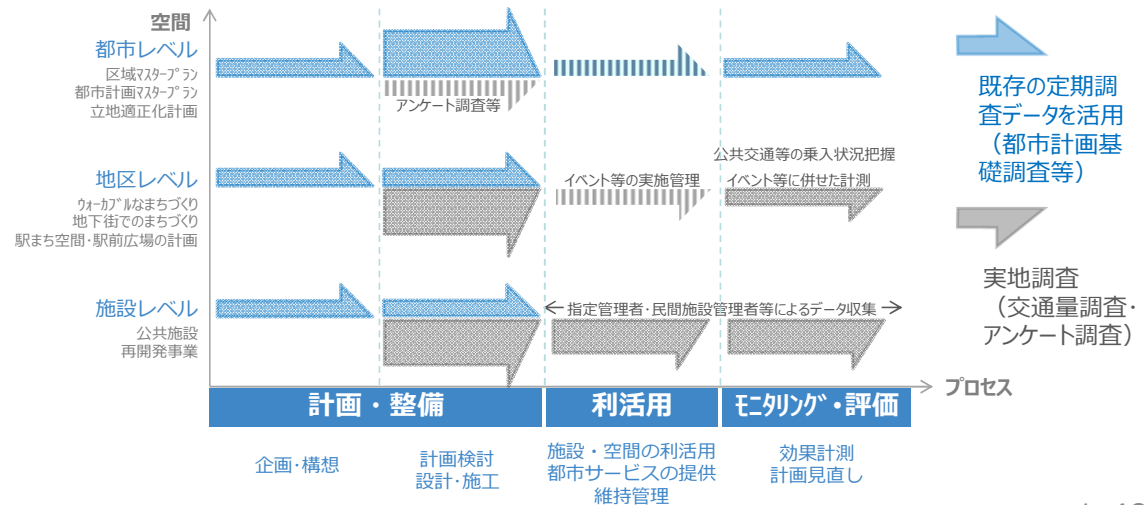 空間
都市レベル
区域マスタープラン
都市計画マスタープラン
立地適正化計画
アンケート調査等
地区レベル
ウォーカブルなまちづくり
地下街でのまちづくり
駅まち空間・駅前広場の計画
イベント等の実施管理
公共交通等の乗入状況把握
イベント等に併せた計測
施設レベル
公共施設
再開発事業
指定管理者・民間施設管理者等によるデータ収集
プロセス
計画・整備
利活用
モニタリング・評価
企画・構想
計画検討
設計・施工
施設・空間の利活用
都市サービスの提供
維持管理
効果計測
計画見直し
既存の定期調
査データを活用
(都市計画基
礎調査等)
実地調査
(交通量調査・
アンケート調査)